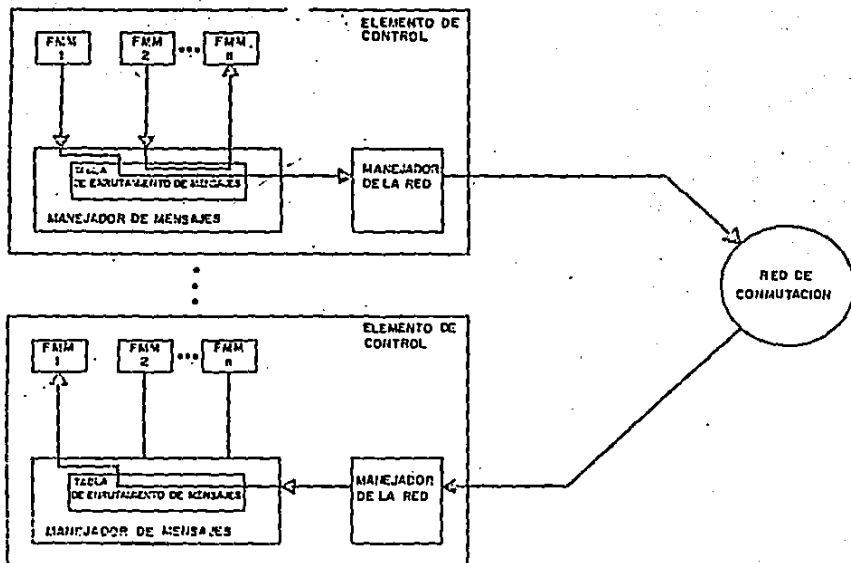 ELEMENTO DE
CONTROL
FMM
1
FMM
2
...
FMM
n
TABLA
DE ENRUTAMIENTO DE MENSAJES
MANEJADOR DE MENSAJES
MANEJADOR
DE LA RED
RED DE
CONMUTACION
ELEMENTO DE
CONTROL
FMM
1
FMM
2
...
FMM
n
TABLA
DE ENRUTAMIENTO DE MENSAJES
MANEJADOR DE MENSAJES
MANEJADOR
DE LA RED